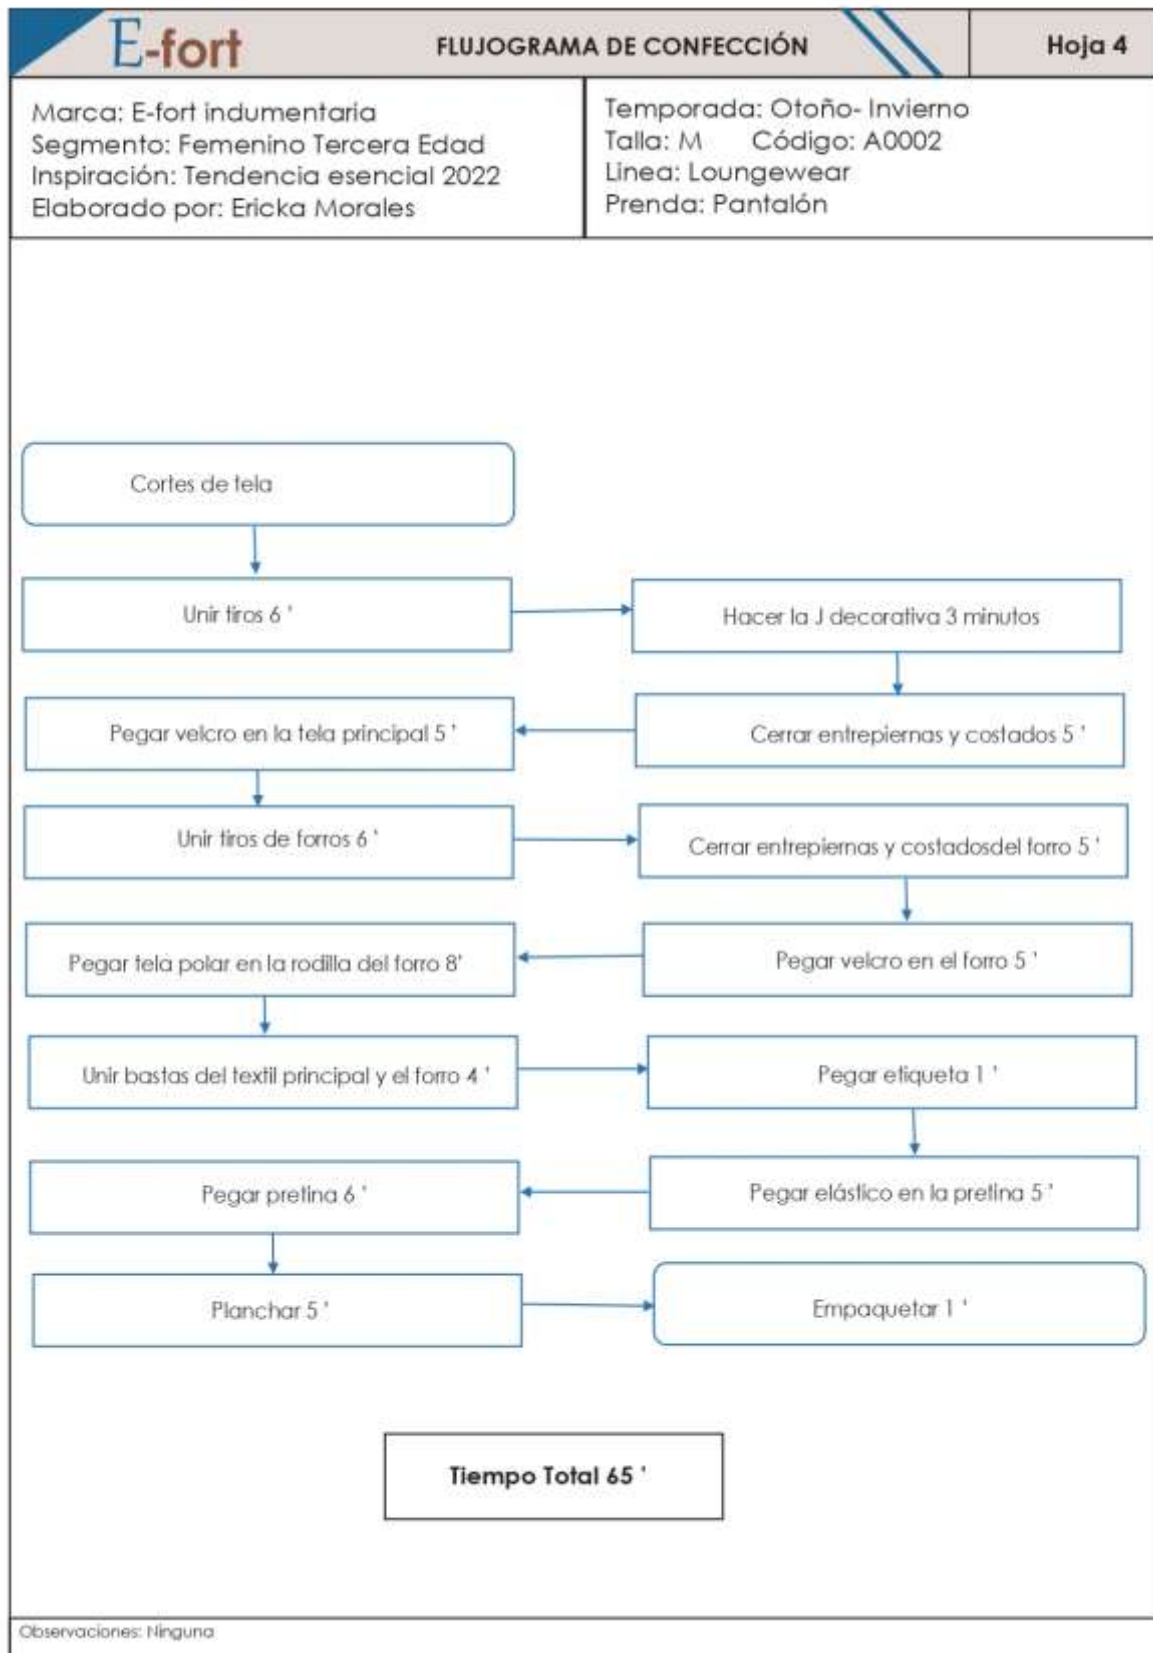 E-fort
FLUJOGRAMA DE CONFECCIÓN
Hoja 4
Marca: E-fort indumentaria
Segmento: Femenino Tercera Edad
Inspiración: Tendencia esencial 2022
Elaborado por: Ericka Morales
Temporada: Otoño- Invierno
Talla: M Código: A0002
Linea: Loungewear
Prenda: Pantalón
Cortes de tela
Unir tiros 6 '
Hacer la J decorativa 3 minutos
Cerrar entrepiernas y costados 5 '
Pegar velcro en la tela principal 5 '
Unir tiros de forros 6 '
Cerrar entrepiernas y costadosdel forro 5 '
Pegar velcro en el forro 5 '
Pegar tela polar en la rodilla del forro 8'
Unir bastas del textil principal y el forro 4 '
Pegar etiqueta 1 '
Pegar elástico en la pretina 5 '
Pegar pretina 6 '
Planchar 5 '
Empaquetar 1 '
Tiempo Total 65 '
Observaciones: Ninguna